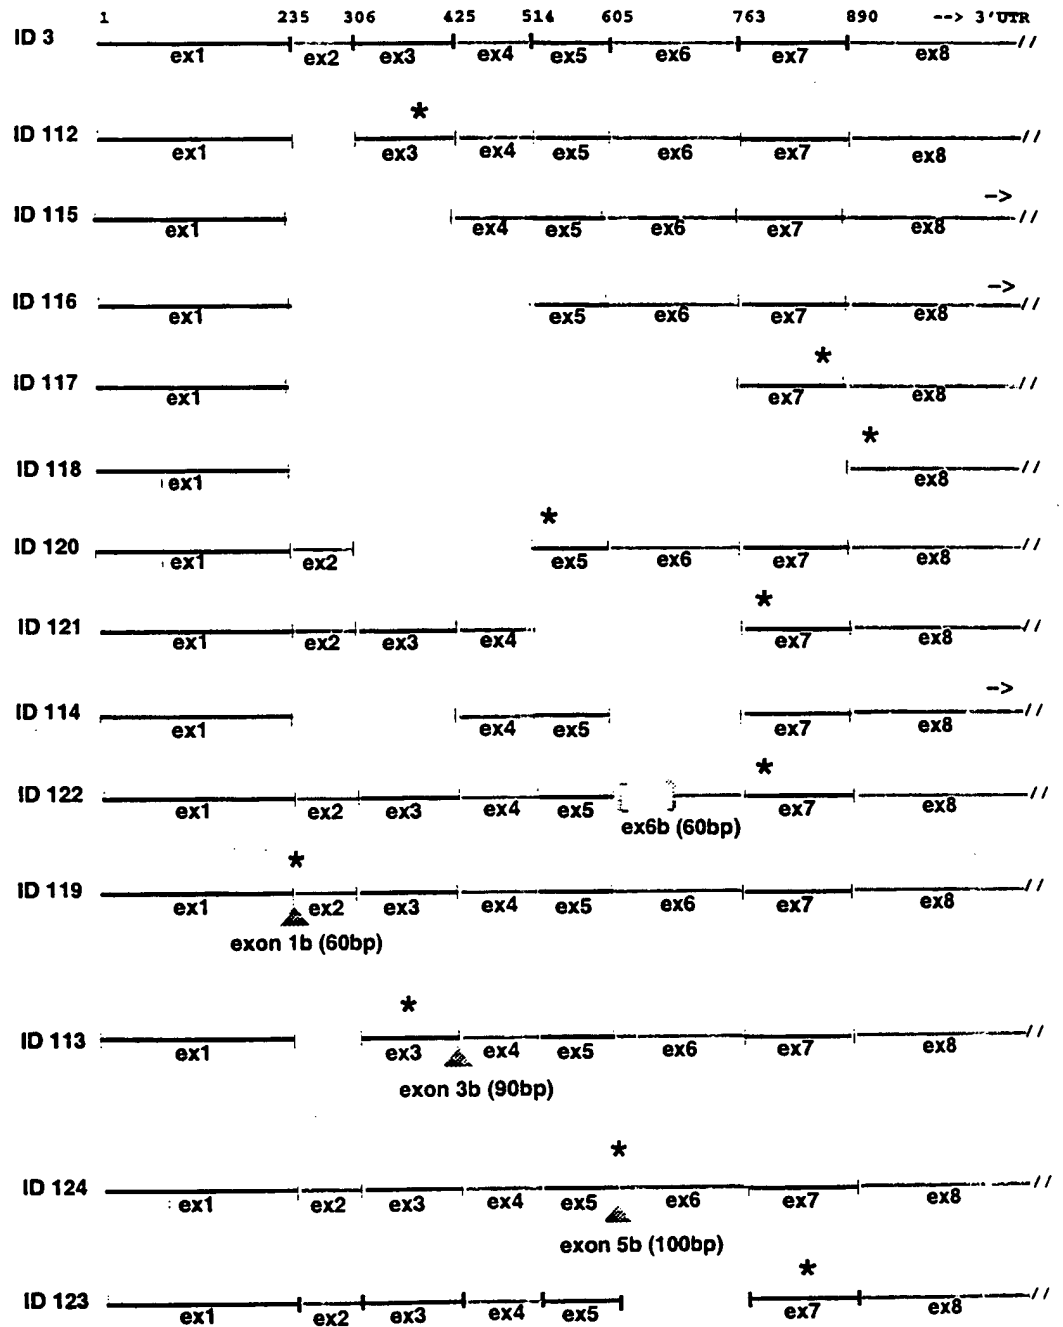 1 235 306 425 514 605 763 890 --> 3'UTR
ID 3 ex1 ex2 ex3 ex4 ex5 ex6 ex7 ex8 //
*
ID 112 ex1 ex3 ex4 ex5 ex6 ex7 ex8 //
->
ID 115 ex1 ex4 ex5 ex6 ex7 ex8 //
->
ID 116 ex1 ex5 ex6 ex7 ex8 //
*
ID 117 ex1 ex7 ex8 //
*
ID 118 ex1 ex8 //
*
ID 120 ex1 ex2 ex5 ex6 ex7 ex8 //
*
ID 121 ex1 ex2 ex3 ex4 ex7 ex8 //
->
ID 114 ex1 ex4 ex5 ex7 ex8 //
*
ID 122 ex1 ex2 ex3 ex4 ex5 ex7 ex8 //
ex6b (60bp)
*
ID 119 ex1 ex2 ex3 ex4 ex5 ex6 ex7 ex8 //
exon 1b (60bp)
*
ID 113 ex1 ex3 ex4 ex5 ex6 ex7 ex8 //
exon 3b (90bp)
*
ID 124 ex1 ex2 ex3 ex4 ex5 ex6 ex7 ex8 //
exon 5b (100bp)
*
ID 123 ex1 ex2 ex3 ex4 ex5 ex7 ex8 //